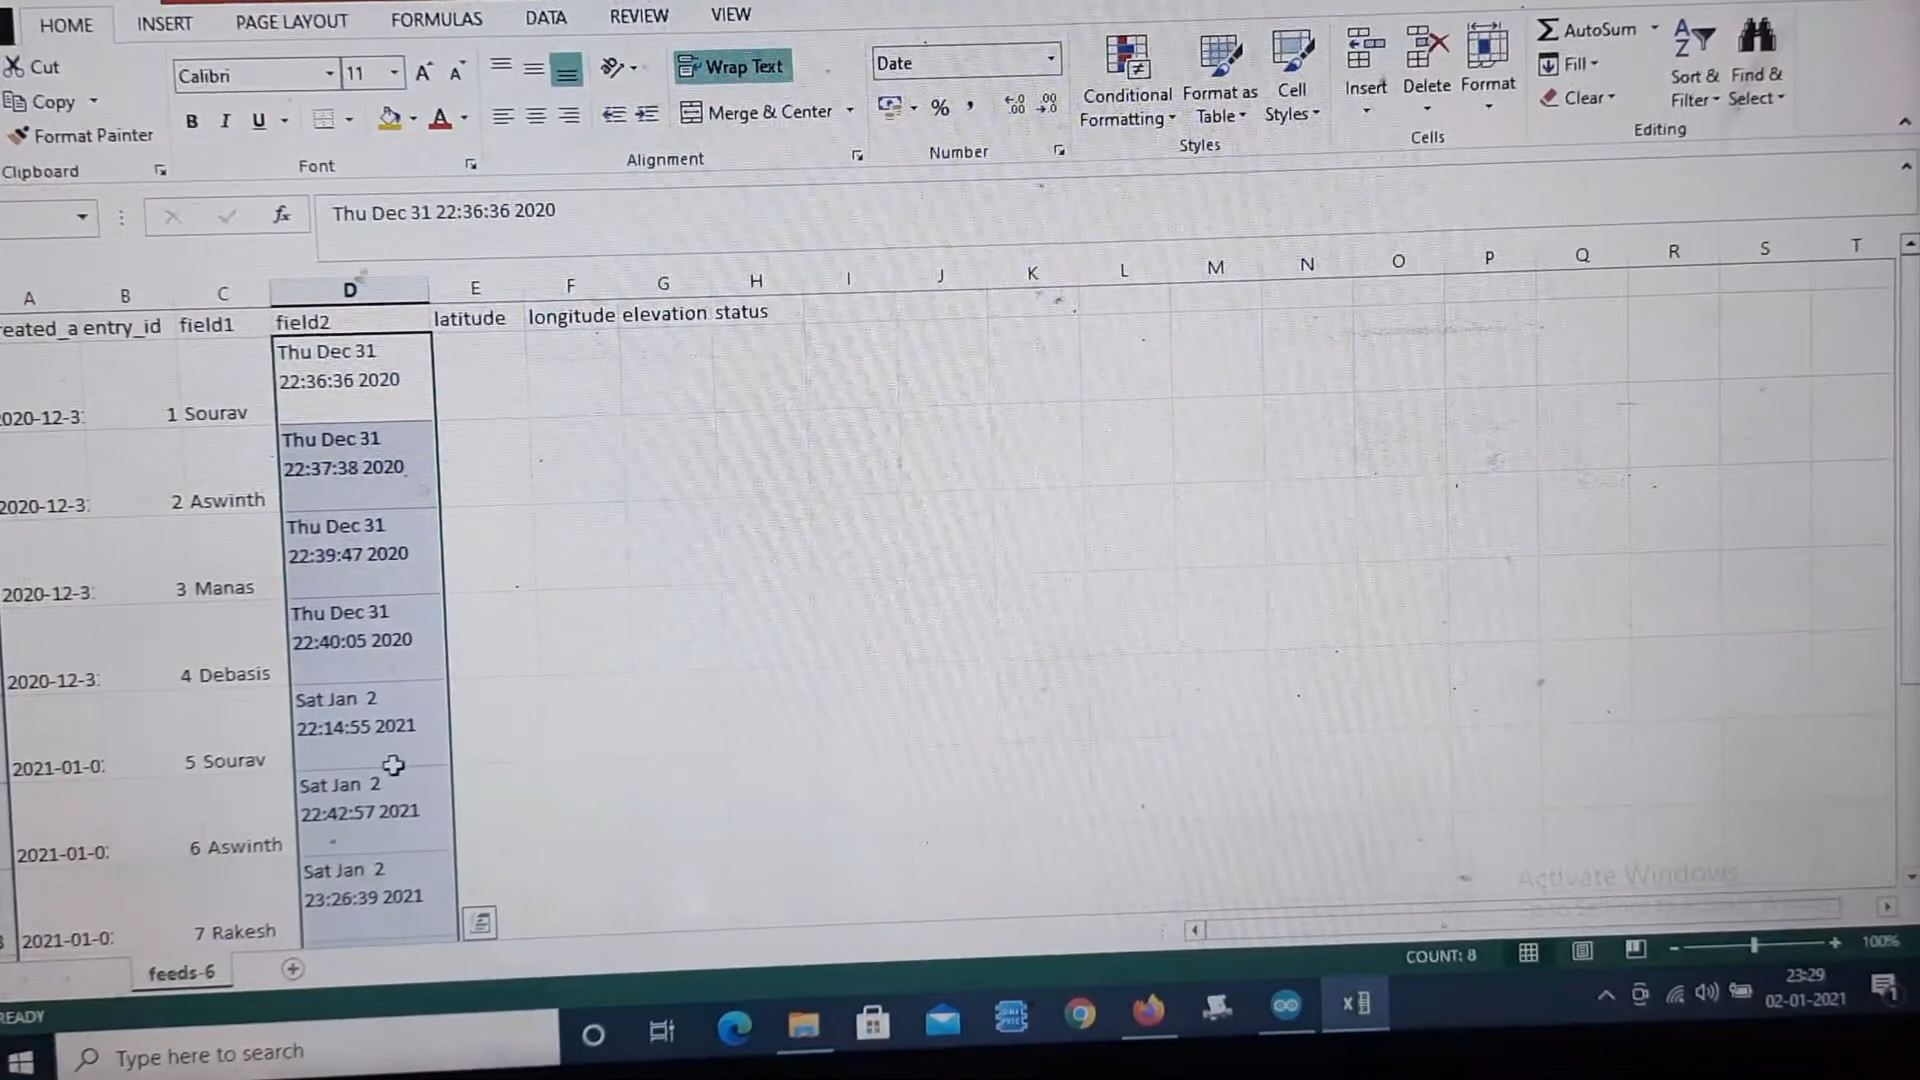 HOME INSERT PAGE LAYOUT FORMULAS DATA REVIEW VIEW
Cut
Copy
Format Painter
Clipboard
Calibri 11
B I U
Font
Wrap Text
Merge & Center
Alignment
Date
%
Number
Conditional Formatting
Format as Table
Cell Styles
Styles
Insert Delete Format
Cells
AutoSum
Fill
Clear
Sort & Filter
Find & Select
Editing
fx Thu Dec 31 22:36:36 2020
A B C D E F G H I J K L M N O P Q R S T
reated_a entry_id field1 field2 latitude longitude elevation status
Thu Dec 31
22:36:36 2020
020-12-3: 1 Sourav
Thu Dec 31
22:37:38 2020
2020-12-3: 2 Aswinth
Thu Dec 31
22:39:47 2020
2020-12-3: 3 Manas
Thu Dec 31
22:40:05 2020
2020-12-3: 4 Debasis
Sat Jan 2
22:14:55 2021
2021-01-0: 5 Sourav
Sat Jan 2
22:42:57 2021
2021-01-0: 6 Aswinth
Sat Jan 2
23:26:39 2021
2021-01-0: 7 Rakesh
Activate Windows
feeds-6
READY COUNT: 8 100%
Type here to search
23:29
02-01-2021